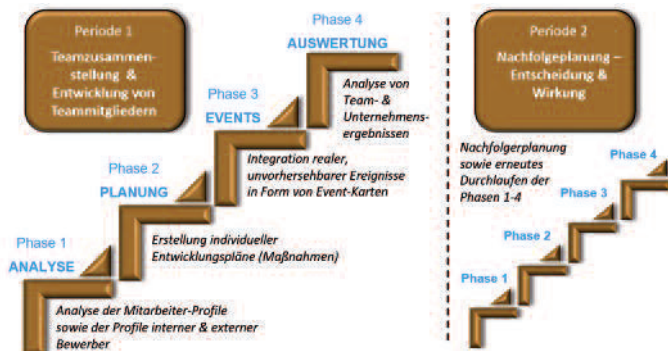 Periode 1
Teamzusammen-
stellung &
Entwicklung von
Teammitgliedern
Phase 4
AUSWERTUNG
Analyse von
Team- &
Unternehmens-
ergebnissen
Phase 3
EVENTS
Integration realer,
unvorhersehbarer Ereignisse
in Form von Event-Karten
Phase 2
PLANUNG
Erstellung individueller
Entwicklungspläne (Maßnahmen)
Phase 1
ANALYSE
Analyse der Mitarbeiter-Profile
sowie der Profile interner & externer
Bewerber
Periode 2
Nachfolgeplanung –
Entscheidung &
Wirkung
Nachfolgerplanung
sowie erneutes
Durchlaufen der
Phasen 1-4
Phase 4
Phase 3
Phase 2
Phase 1